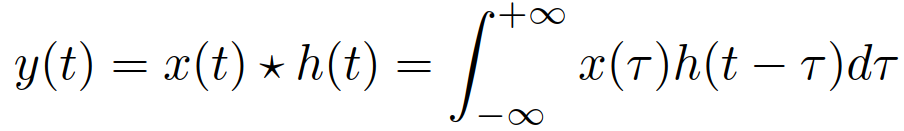 y(t) = x(t) ⋆ h(t) = ∫_{−∞}^{+∞} x(τ)h(t − τ)dτ